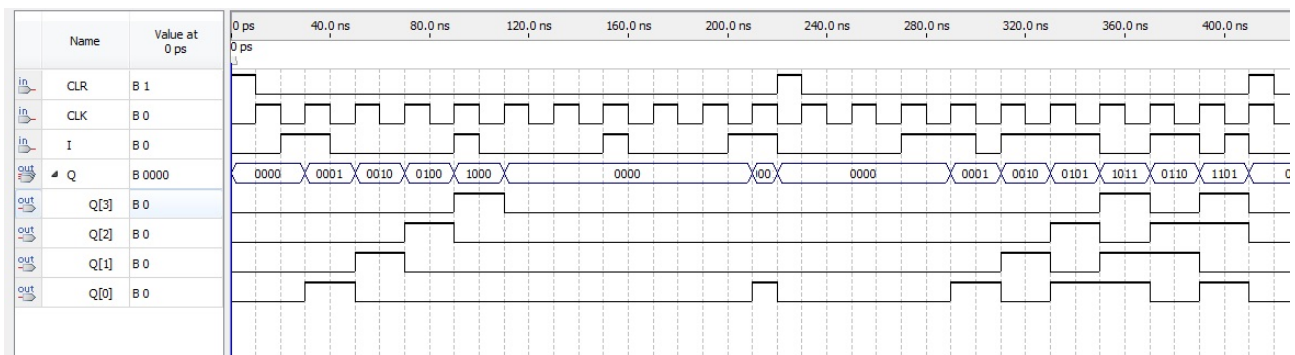 Name Value at 0 ps
0 ps 40.0 ns 80.0 ns 120.0 ns 160.0 ns 200.0 ns 240.0 ns 280.0 ns 320.0 ns 360.0 ns 400.0 ns
0 ps
in CLR B 1
in CLK B 0
in I B 0
out Q B 0000 0000 0001 0010 0100 1000 0000 00 0000 0001 0010 0101 1011 0110 1101 0
out Q[3] B 0
out Q[2] B 0
out Q[1] B 0
out Q[0] B 0